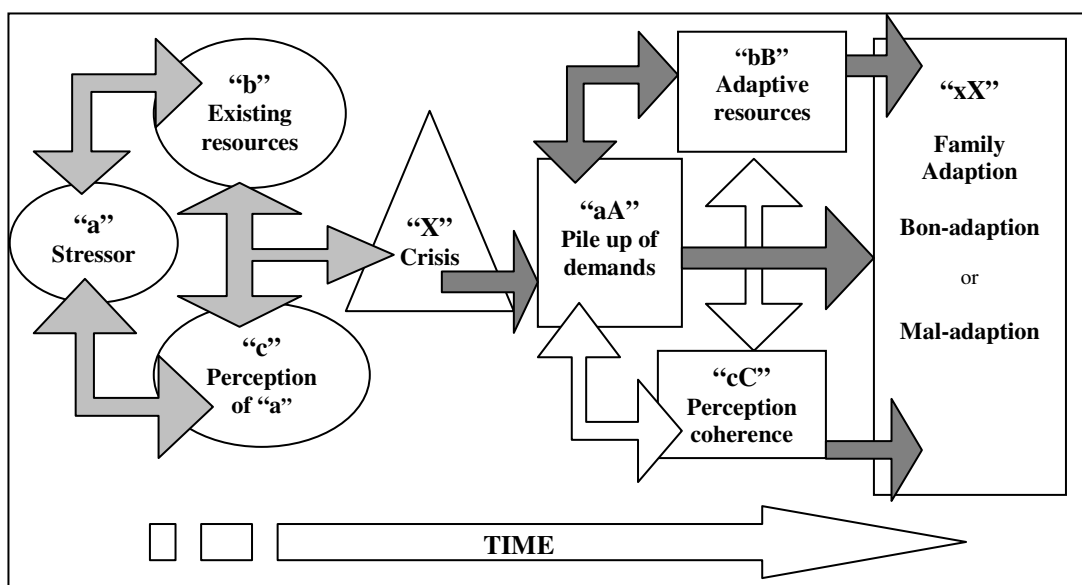 “a”
Stressor
“b”
Existing
resources
“c”
Perception
of “a”
“X”
Crisis
“aA”
Pile up of
demands
“bB”
Adaptive
resources
“cC”
Perception
coherence
“xX”
Family
Adaption
Bon-adaption
or
Mal-adaption
TIME